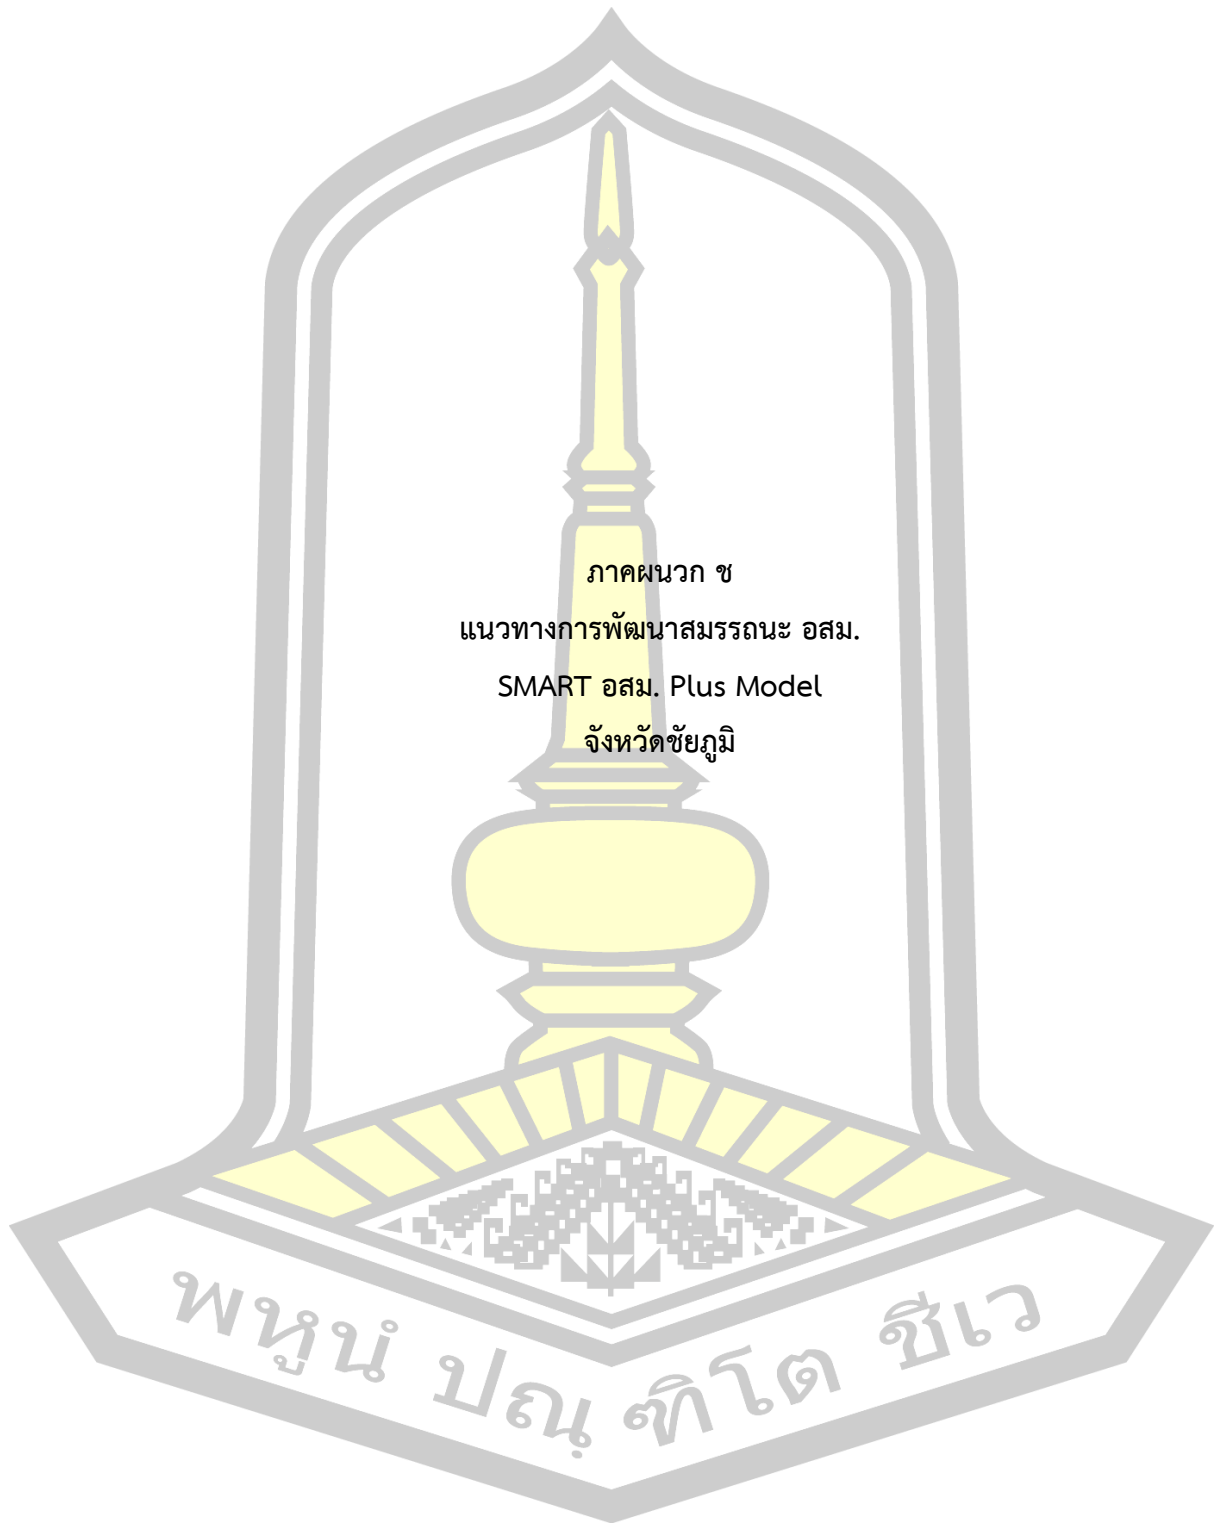 ภาคผนวก ช
แนวทางการพัฒนาสมรรถนะ อสม.
SMART อสม. Plus Model
จังหวัดชัยภูมิ
พหูนํ ปณฺฑิโต ชีเว